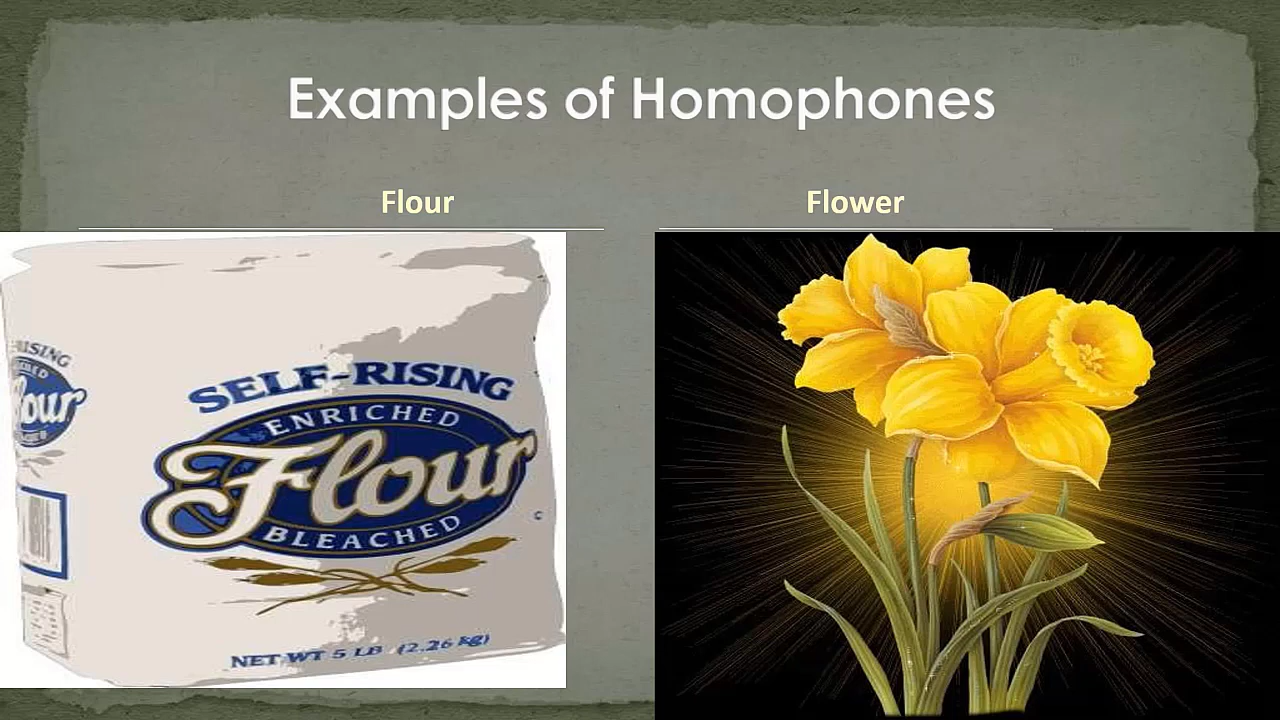 Examples of Homophones
Flour
Flower
SELF-RISING
ENRICHED
Flour
BLEACHED
NET WT 5 LB (2.26 kg)